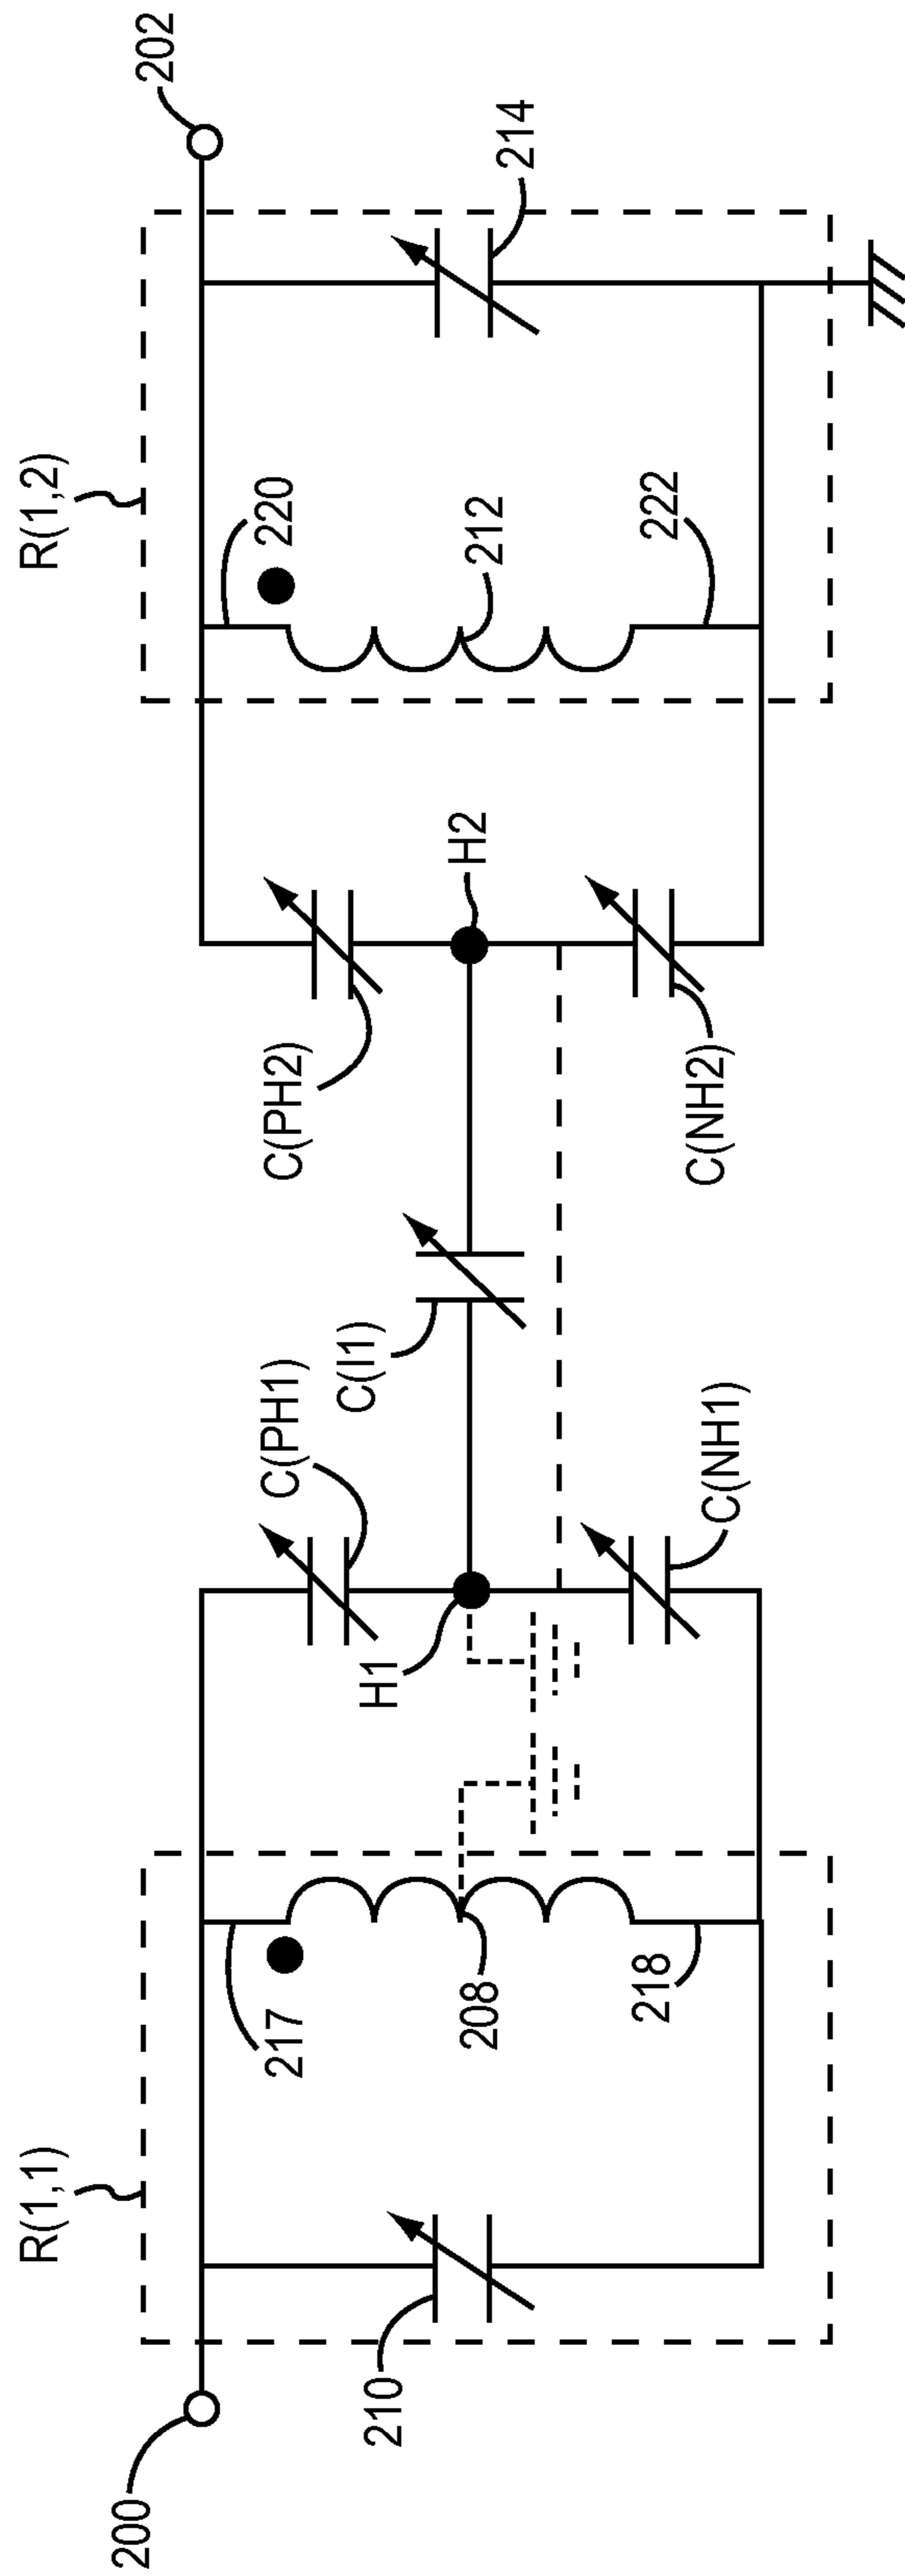 R(1,1)
R(1,2)
200
202
217
220
C(PH1)
C(PH2)
210
C(I1)
214
H1
H2
208
212
218
222
C(NH1)
C(NH2)